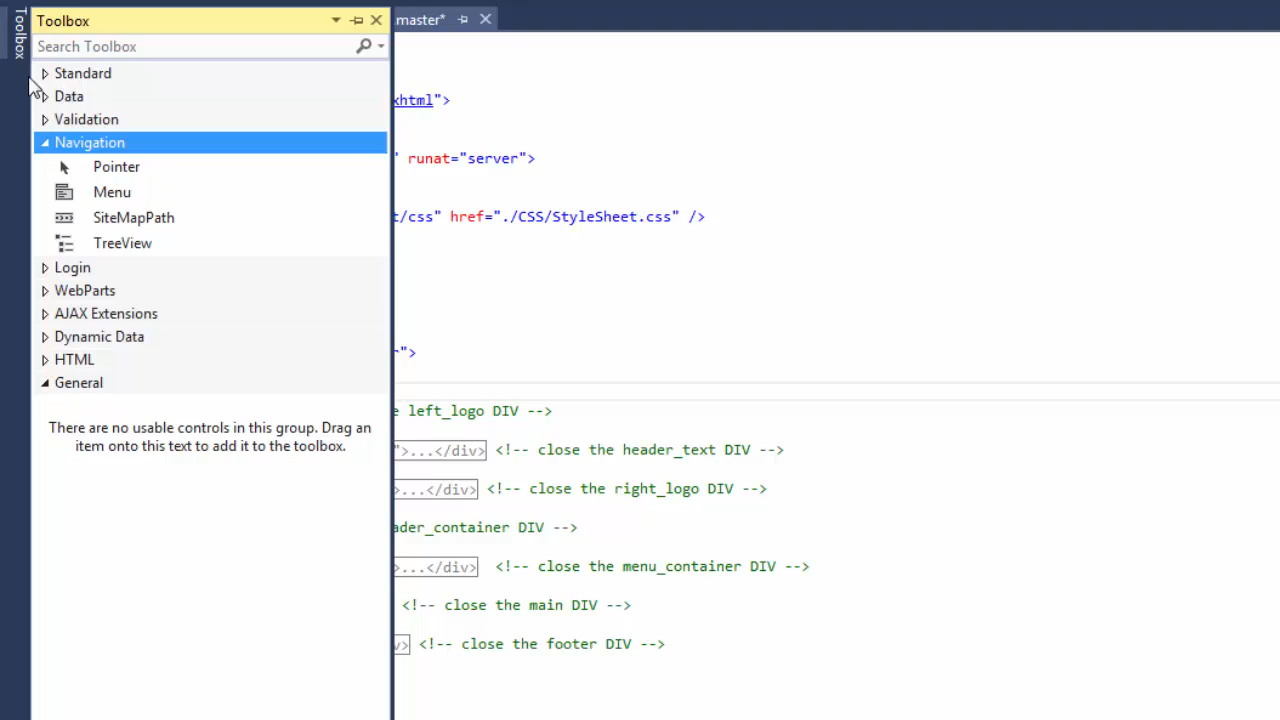 Toolbox
Toolbox
.master*
Search Toolbox
Standard
Data
Validation
Navigation
Pointer
Menu
SiteMapPath
TreeView
Login
WebParts
AJAX Extensions
Dynamic Data
HTML
General
There are no usable controls in this group. Drag an
item onto this text to add it to the toolbox.
xhtml">
" runat="server">
t/css" href="./CSS/StyleSheet.css" />
r">
e left_logo DIV -->
">...</div> <!-- close the header_text DIV -->
>...</div> <!-- close the right_logo DIV -->
ader_container DIV -->
>...</div> <!-- close the menu_container DIV -->
<!-- close the main DIV -->
v> <!-- close the footer DIV -->